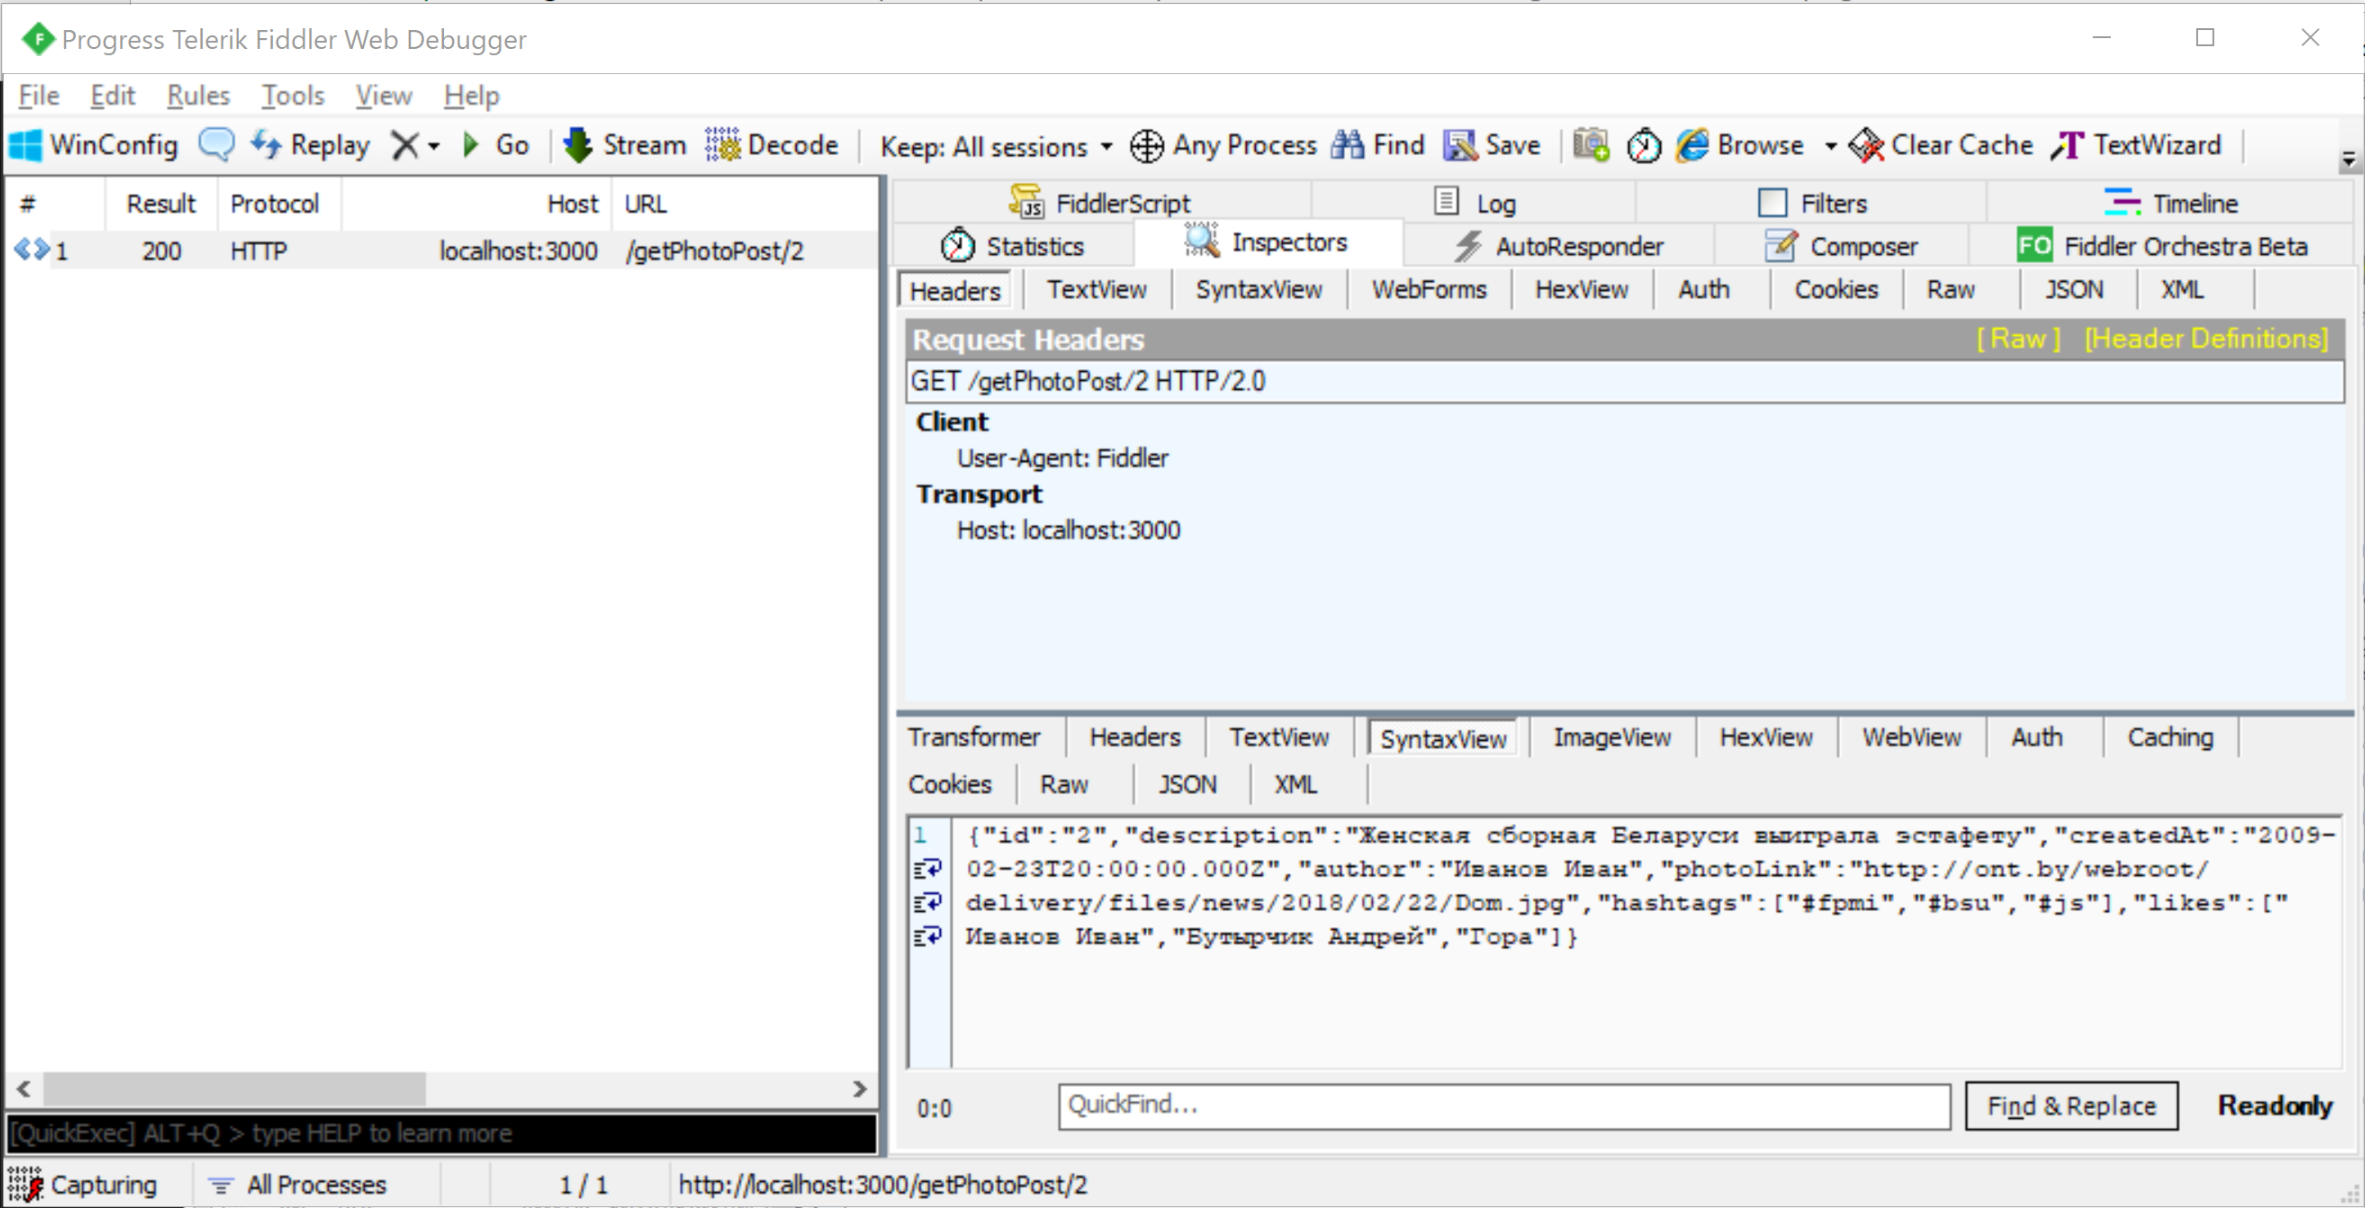 Progress Telerik Fiddler Web Debugger
File Edit Rules Tools View Help
WinConfig Replay Go Stream Decode Keep: All sessions Any Process Find Save Browse Clear Cache TextWizard
# Result Protocol Host URL
1 200 HTTP localhost:3000 /getPhotoPost/2
FiddlerScript Log Filters Timeline
Statistics Inspectors AutoResponder Composer FO Fiddler Orchestra Beta
Headers TextView SyntaxView WebForms HexView Auth Cookies Raw JSON XML
Request Headers [ Raw ] [Header Definitions]
GET /getPhotoPost/2 HTTP/2.0
Client
User-Agent: Fiddler
Transport
Host: localhost:3000
Transformer Headers TextView SyntaxView ImageView HexView WebView Auth Caching
Cookies Raw JSON XML
1 {"id":"2","description":"Женская сборная Беларуси выиграла эстафету","createdAt":"2009-
02-23T20:00:00.000Z","author":"Иванов Иван","photoLink":"http://ont.by/webroot/
delivery/files/news/2018/02/22/Dom.jpg","hashtags":["#fpmi","#bsu","#js"],"likes":["
Иванов Иван","Бутырчик Андрей","Гора"]}
0:0 QuickFind... Find & Replace Readonly
[QuickExec] ALT+Q > type HELP to learn more
Capturing All Processes 1 / 1 http://localhost:3000/getPhotoPost/2